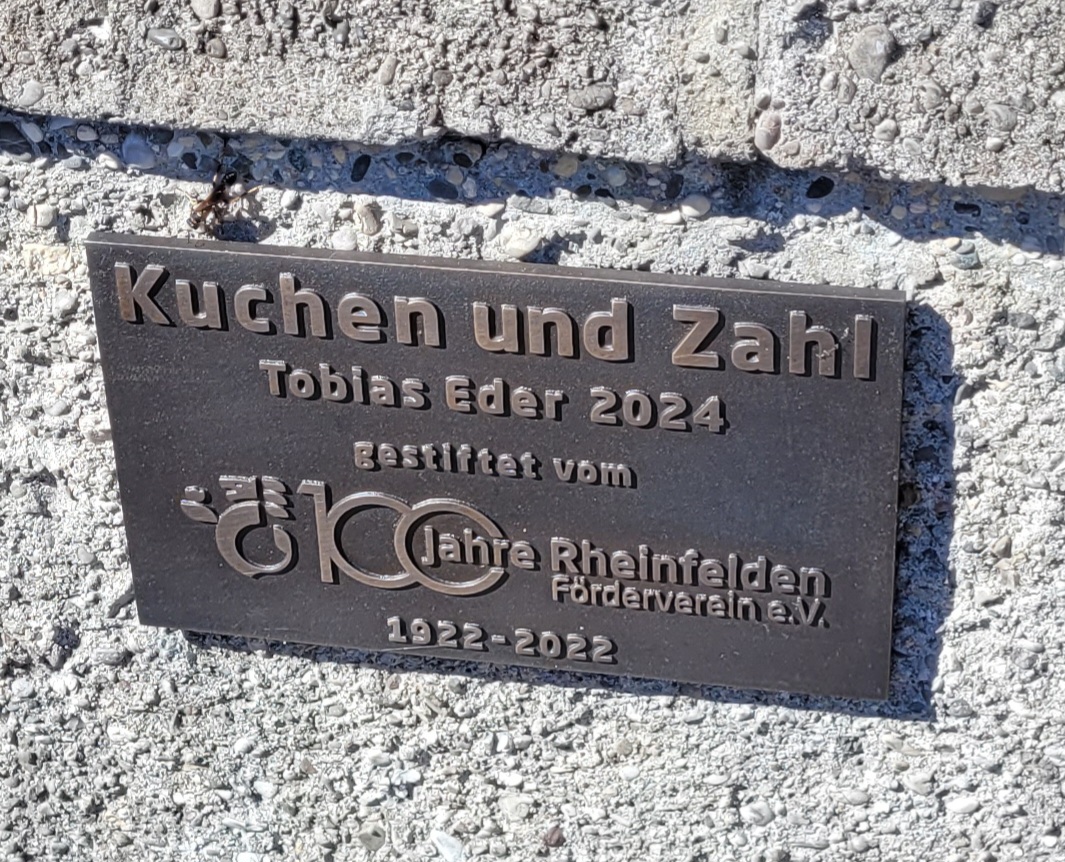 Kuchen und Zahl
Tobias Eder 2024
gestiftet vom
100 Jahre Rheinfelden
Förderverein e.V.
1922-2022